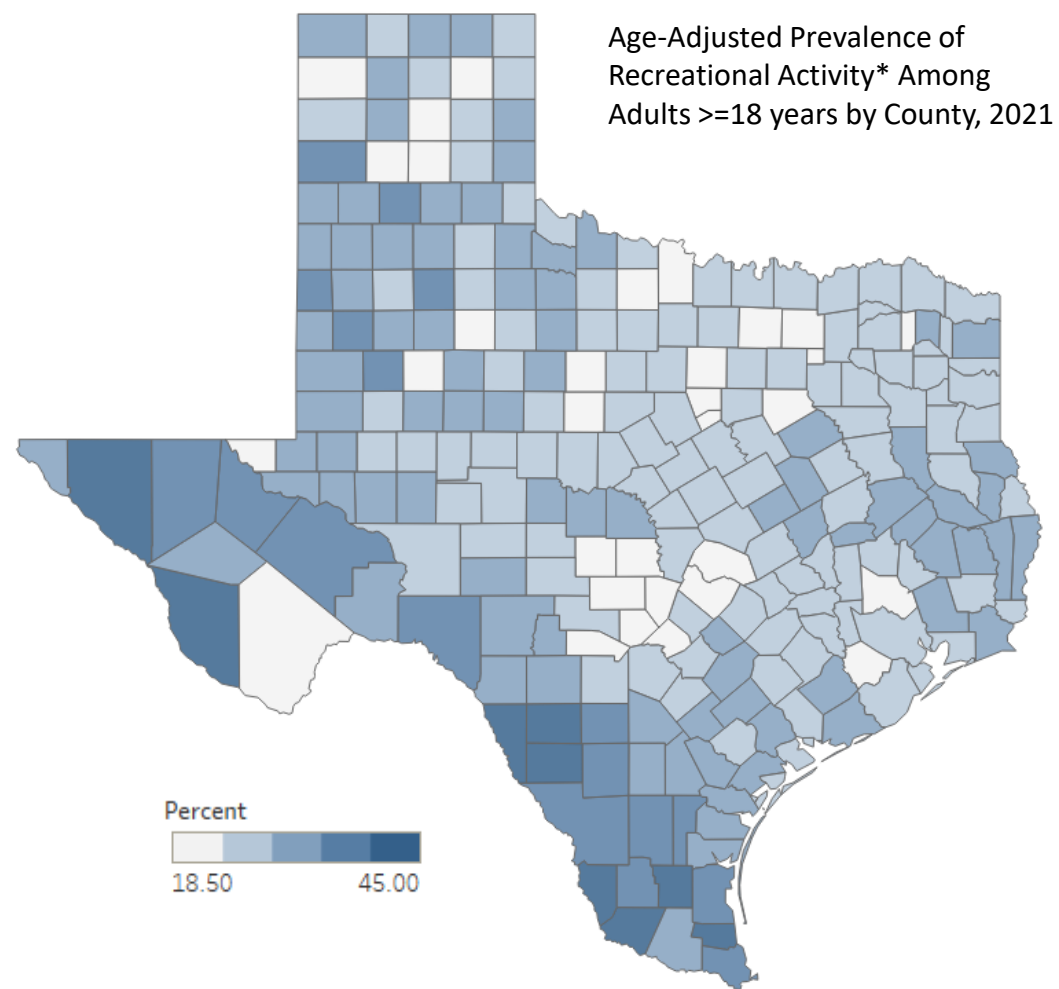 Age-Adjusted Prevalence of
Recreational Activity* Among
Adults >=18 years by County, 2021
Percent
18.50 45.00